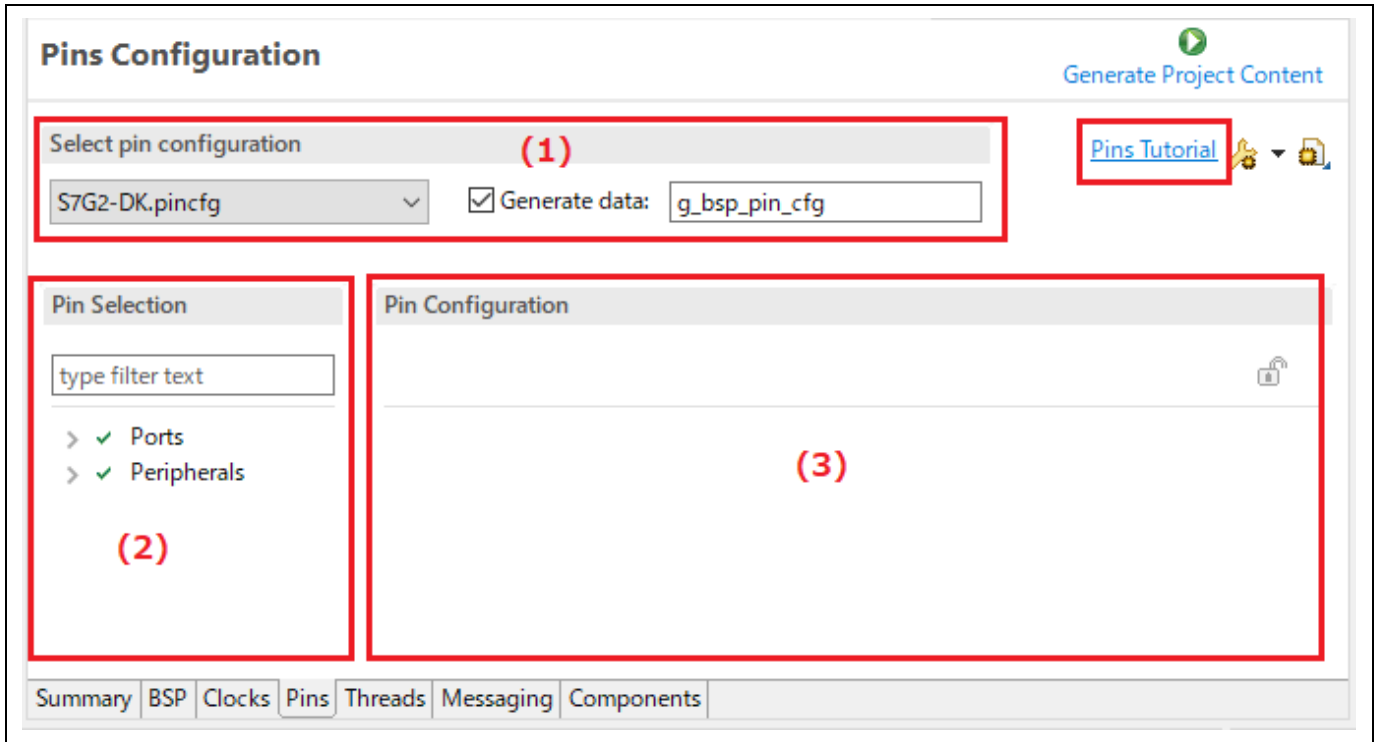 Pins Configuration
Generate Project Content
Select pin configuration
(1)
Pins Tutorial
S7G2-DK.pincfg
Generate data:
g_bsp_pin_cfg
Pin Selection
Pin Configuration
type filter text
Ports
Peripherals
(2)
(3)
Summary BSP Clocks Pins Threads Messaging Components